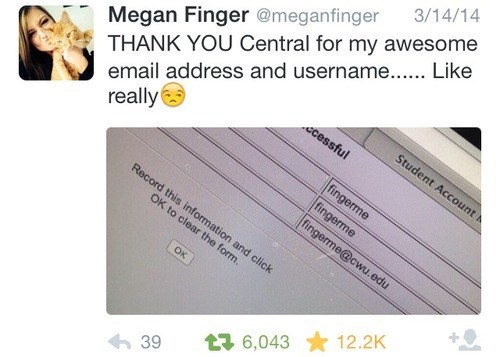 Megan Finger @meganfinger 3/14/14
THANK YOU Central for my awesome
email address and username...... Like
really😒
ccessful
Student Account
fingerme
fingerme
fingerme@cwu.edu
Record this information and click
OK to clear the form.
OK
39 6,043 12.2K